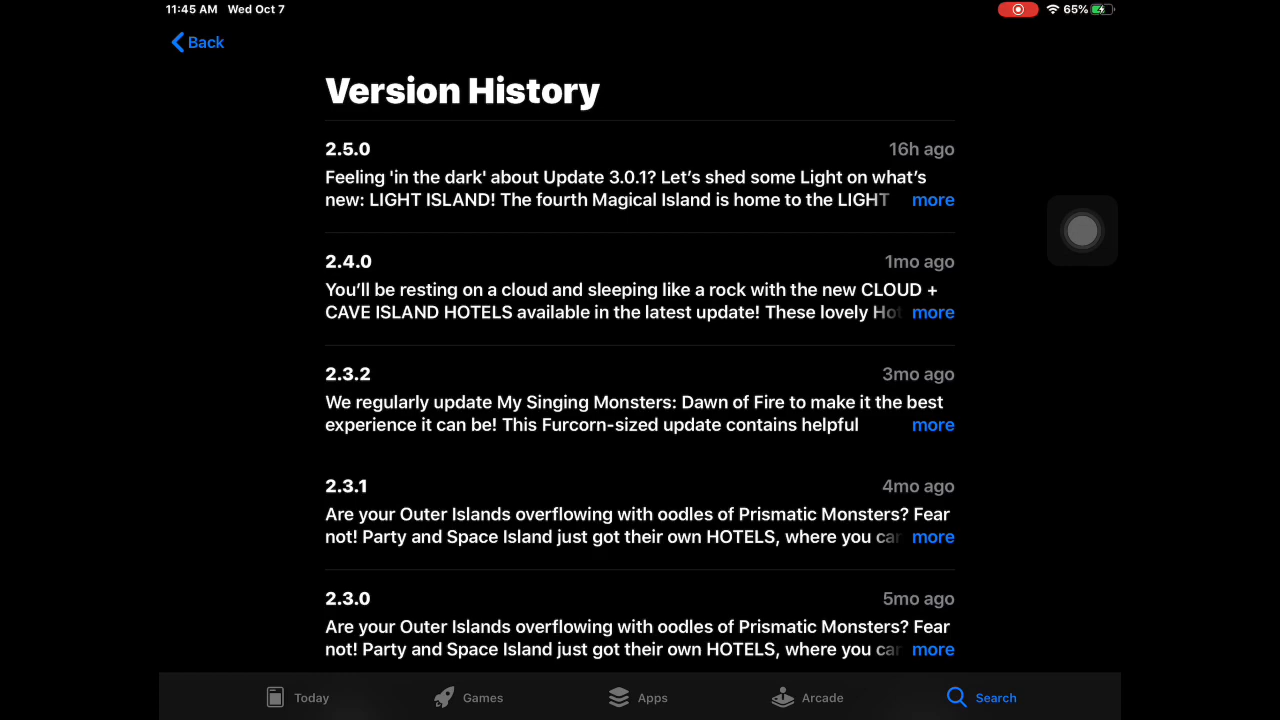 11:45 AM Wed Oct 7 65%
Back
Version History
2.5.0 16h ago
Feeling 'in the dark' about Update 3.0.1? Let’s shed some Light on what’s
new: LIGHT ISLAND! The fourth Magical Island is home to the LIGHT more
2.4.0 1mo ago
You’ll be resting on a cloud and sleeping like a rock with the new CLOUD +
CAVE ISLAND HOTELS available in the latest update! These lovely Hot more
2.3.2 3mo ago
We regularly update My Singing Monsters: Dawn of Fire to make it the best
experience it can be! This Furcorn-sized update contains helpful more
2.3.1 4mo ago
Are your Outer Islands overflowing with oodles of Prismatic Monsters? Fear
not! Party and Space Island just got their own HOTELS, where you can more
2.3.0 5mo ago
Are your Outer Islands overflowing with oodles of Prismatic Monsters? Fear
not! Party and Space Island just got their own HOTELS, where you can more
Today Games Apps Arcade Search